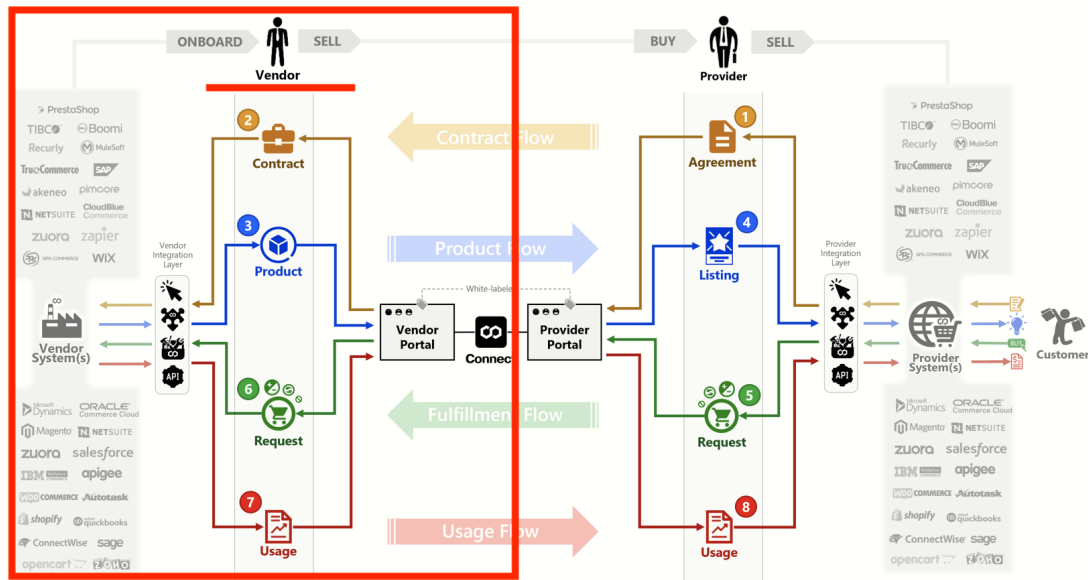 ONBOARD
SELL
BUY
SELL
Vendor
Provider
PrestaShop
TIBCO
Boomi
Recurly
MuleSoft
TrueCommerce
SAP
akeneo
pimcore
NETSUITE
CloudBlue
Commerce
zuora
zapier
SPS COMMERCE
WiX
2
Contract
Contract Flow
1
Agreement
PrestaShop
TIBCO
Boomi
Recurly
MuleSoft
TrueCommerce
SAP
akeneo
pimcore
NETSUITE
CloudBlue
Commerce
zuora
zapier
SPS COMMERCE
WiX
3
Product
Product Flow
4
Listing
Vendor
Integration
Layer
Provider
Integration
Layer
White-labeled
Vendor
System(s)
API
Vendor
Portal
Connect
Provider
Portal
API
Provider
System(s)
BUY
Customer
6
Request
Fulfillment Flow
5
Request
7
Usage
Usage Flow
8
Usage
Microsoft
Dynamics
ORACLE
Commerce Cloud
Magento
NETSUITE
zuora
salesforce
IBM
apigee
WOO COMMERCE
Autotask
shopify
quickbooks
ConnectWise
sage
opencart
ZOHO
Microsoft
Dynamics
ORACLE
Commerce Cloud
Magento
NETSUITE
zuora
salesforce
IBM
apigee
WOO COMMERCE
Autotask
shopify
quickbooks
ConnectWise
sage
opencart
ZOHO